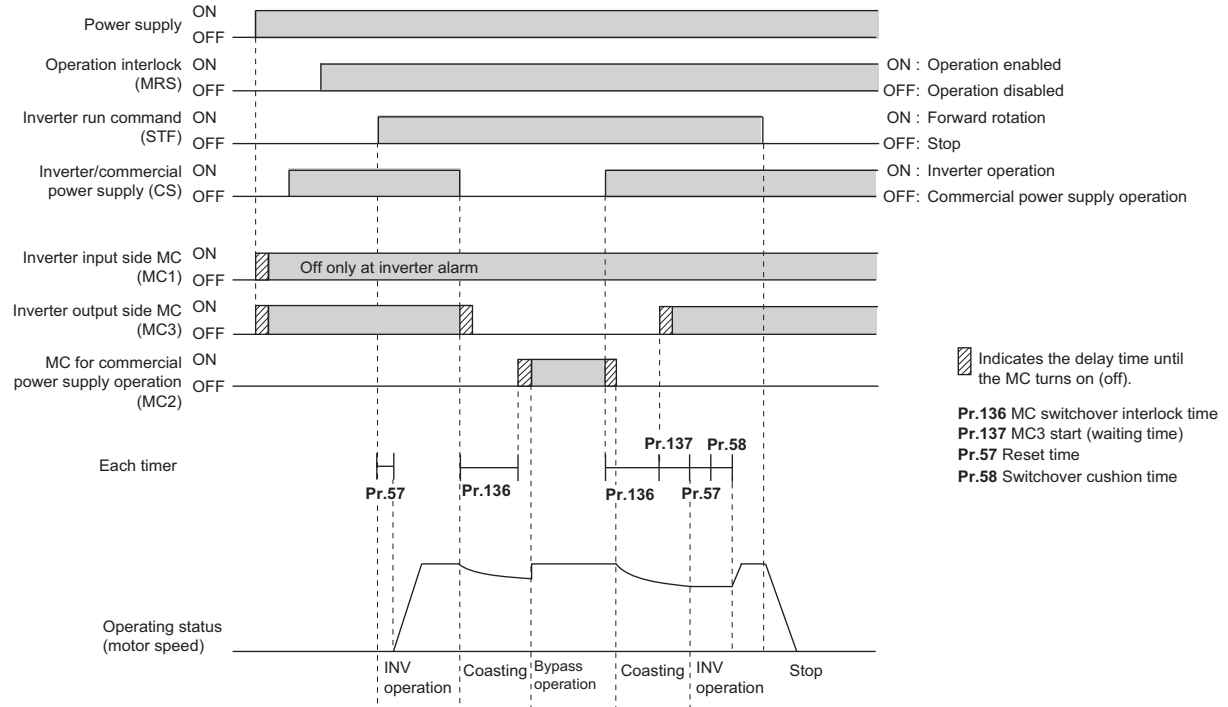 Power supply
ON
OFF
Operation interlock
(MRS)
ON
OFF
ON : Operation enabled
OFF: Operation disabled
Inverter run command
(STF)
ON
OFF
ON : Forward rotation
OFF: Stop
Inverter/commercial
power supply (CS)
ON
OFF
ON : Inverter operation
OFF: Commercial power supply operation
Inverter input side MC
(MC1)
ON
OFF
Off only at inverter alarm
Inverter output side MC
(MC3)
ON
OFF
MC for commercial
power supply operation
(MC2)
ON
OFF
Indicates the delay time until
the MC turns on (off).
Pr.136 MC switchover interlock time
Pr.137 MC3 start (waiting time)
Pr.57 Reset time
Pr.58 Switchover cushion time
Each timer
Pr.57
Pr.136
Pr.137
Pr.58
Pr.136
Pr.57
Operating status
(motor speed)
INV
operation
Coasting
Bypass
operation
Coasting
INV
operation
Stop